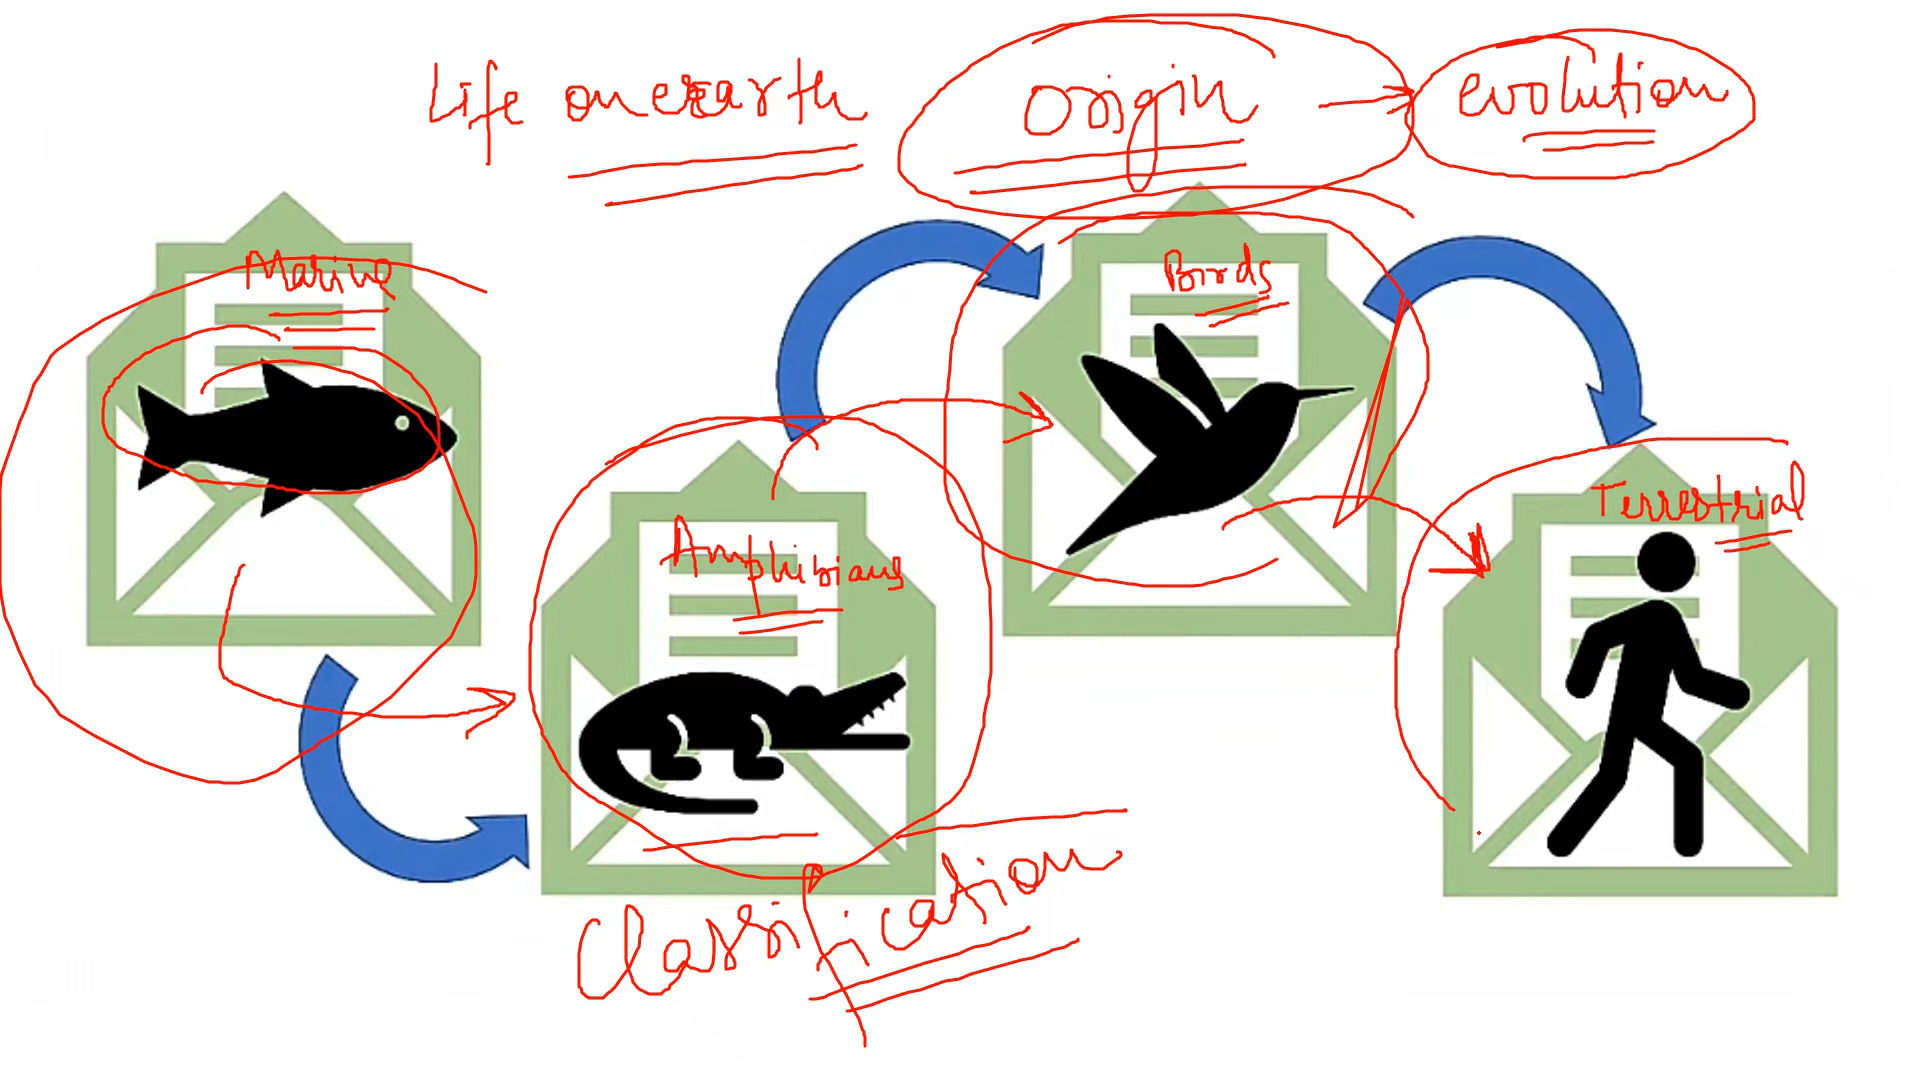 Life on earth origin → evolution
Marine
Birds
Amphibians
Terrestrial
Classification